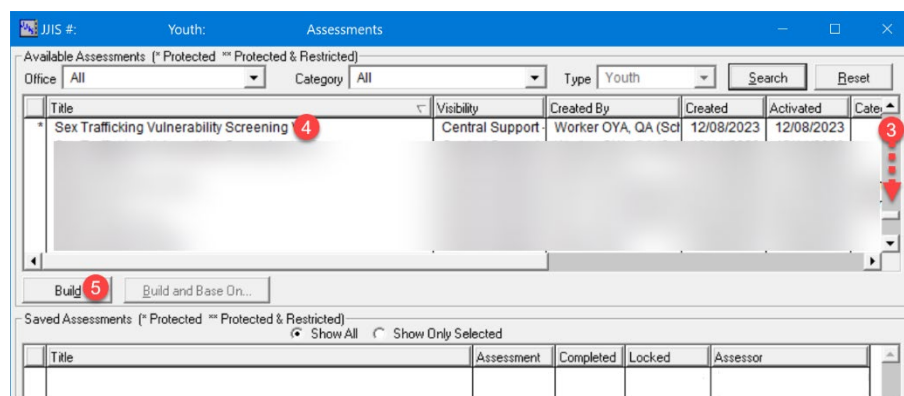 JJIS #: Youth: Assessments
Available Assessments (* Protected ** Protected & Restricted)
Office All Category All Type Youth Search Reset
Title Visibility Created By Created Activated
* Sex Trafficking Vulnerability Screening 4 Central Support - Worker OYA, QA (Sch 12/08/2023 12/08/2023
3
Build 5 Build and Base On...
Saved Assessments (* Protected ** Protected & Restricted)
Show All Show Only Selected
Title Assessment Completed Locked Assessor